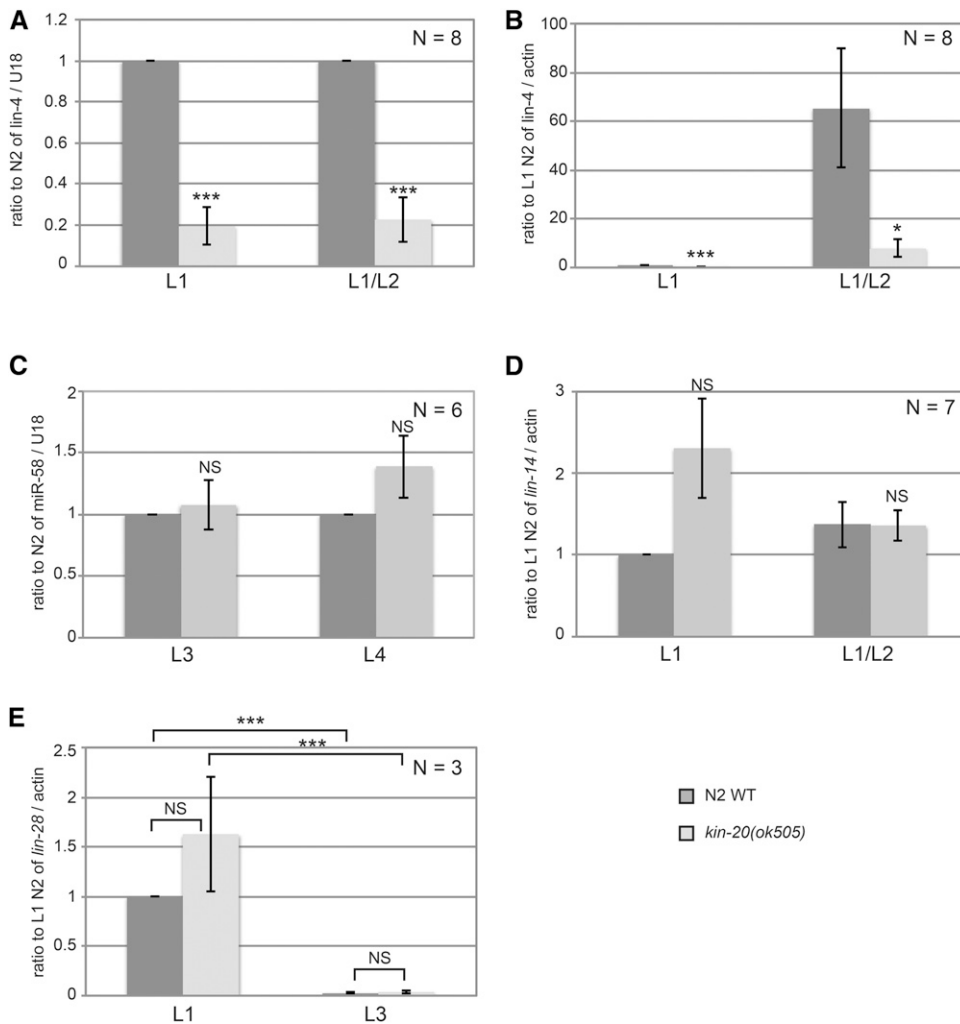 A
ratio to N2 of lin-4 / U18
1.2
1
0.8
0.6
0.4
0.2
0
N = 8
***
***
L1
L1/L2
B
ratio to L1 N2 of lin-4 / actin
100
80
60
40
20
0
N = 8
***
*
L1
L1/L2
C
ratio to N2 of miR-58 / U18
2
1.5
1
0.5
0
N = 6
NS
NS
L3
L4
D
ratio to L1 N2 of lin-14 / actin
3
2
1
0
N = 7
NS
NS
L1
L1/L2
E
ratio to L1 N2 of lin-28 / actin
2.5
2
1.5
1
0.5
0
***
***
N = 3
NS
NS
L1
L3
N2 WT
kin-20(ok505)